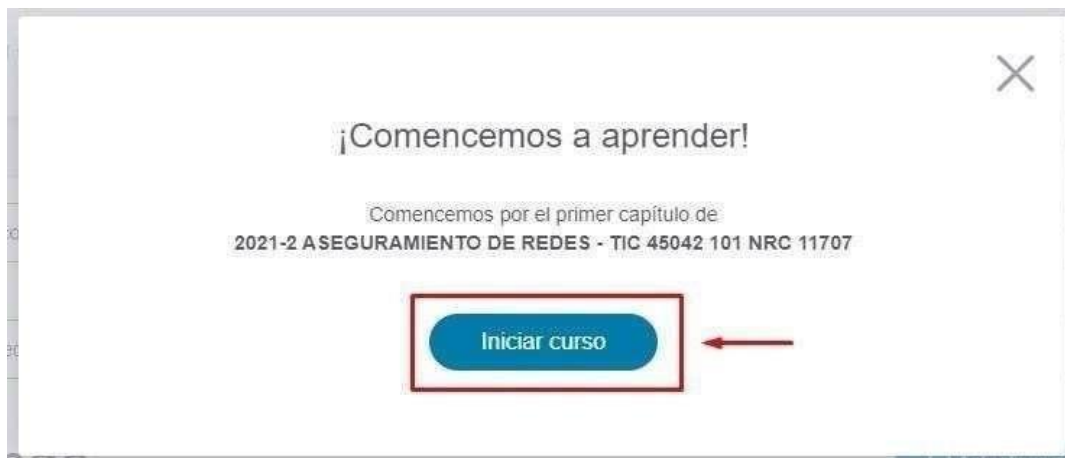 ¡Comencemos a aprender!
Comencemos por el primer capítulo de
2021-2 ASEGURAMIENTO DE REDES - TIC 45042 101 NRC 11707
Iniciar curso